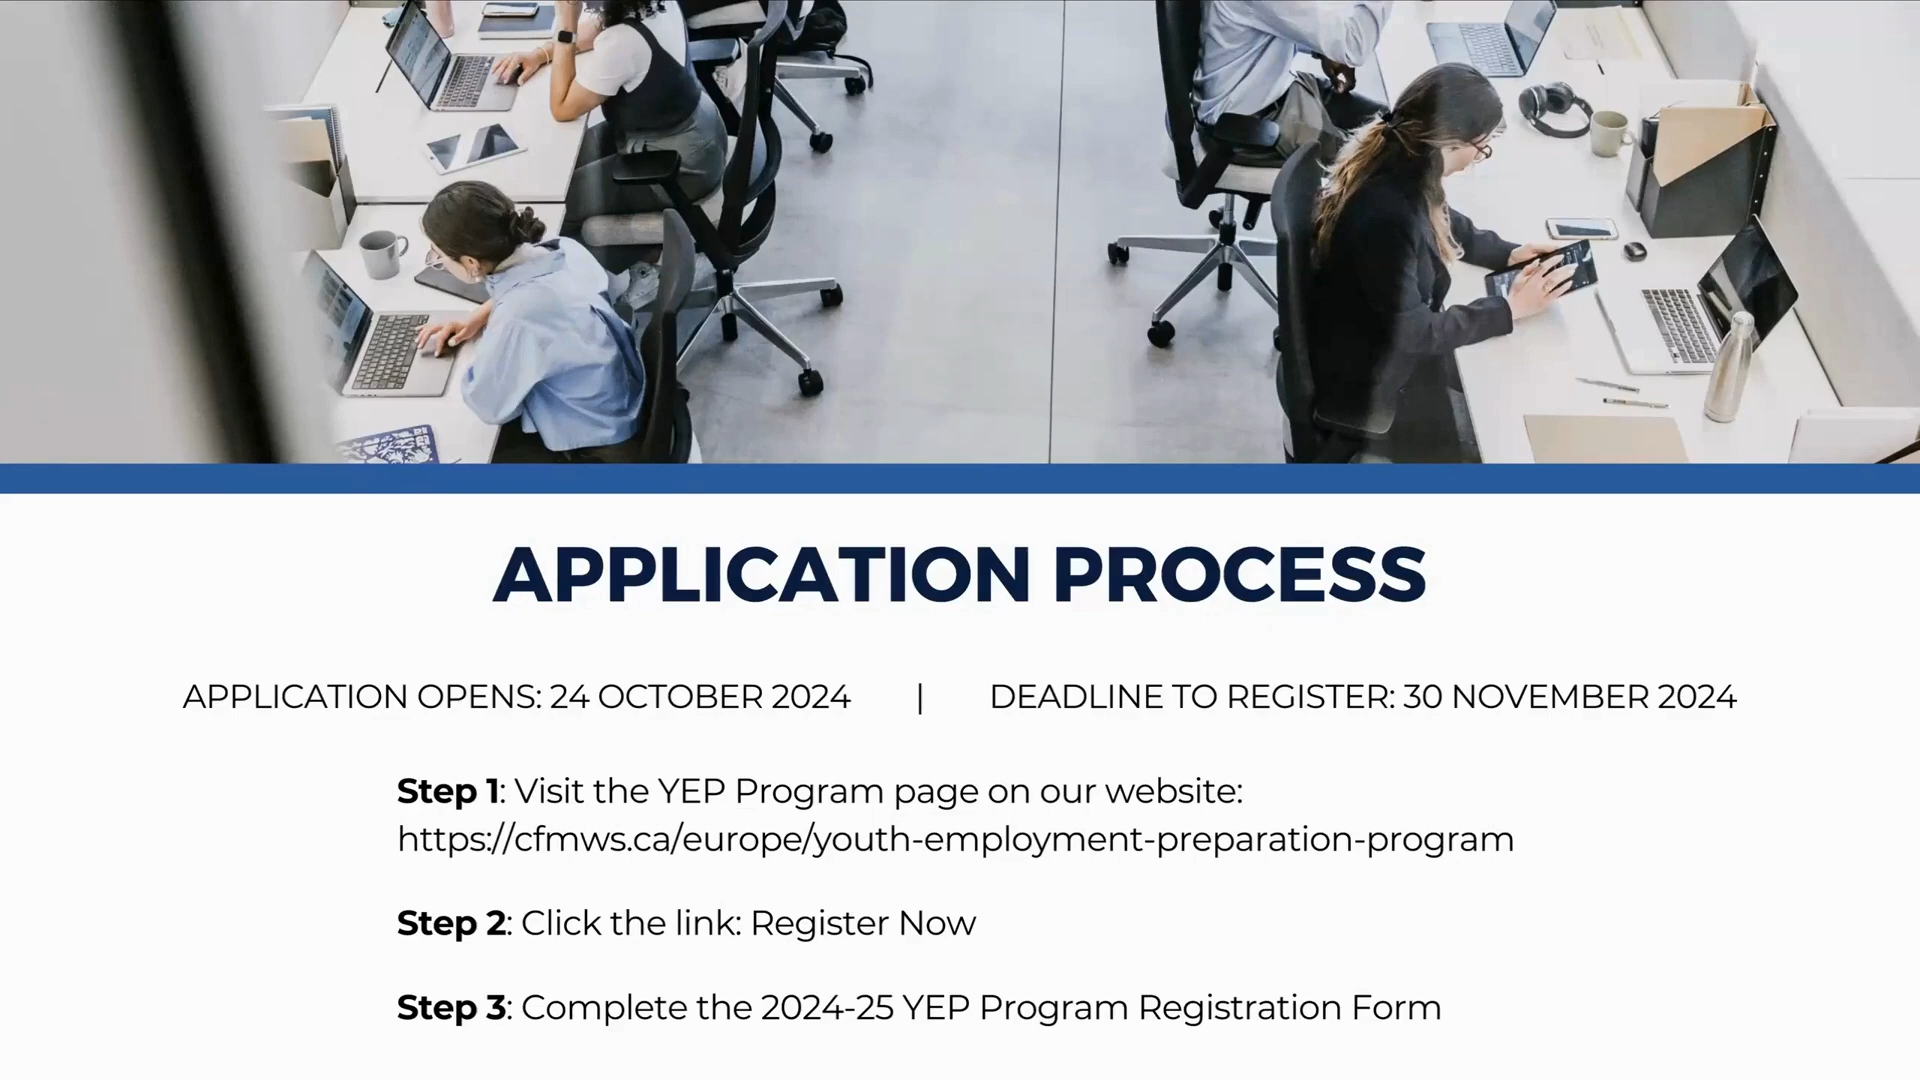 APPLICATION PROCESS
APPLICATION OPENS: 24 OCTOBER 2024 | DEADLINE TO REGISTER: 30 NOVEMBER 2024
Step 1: Visit the YEP Program page on our website:
https://cfmws.ca/europe/youth-employment-preparation-program
Step 2: Click the link: Register Now
Step 3: Complete the 2024-25 YEP Program Registration Form